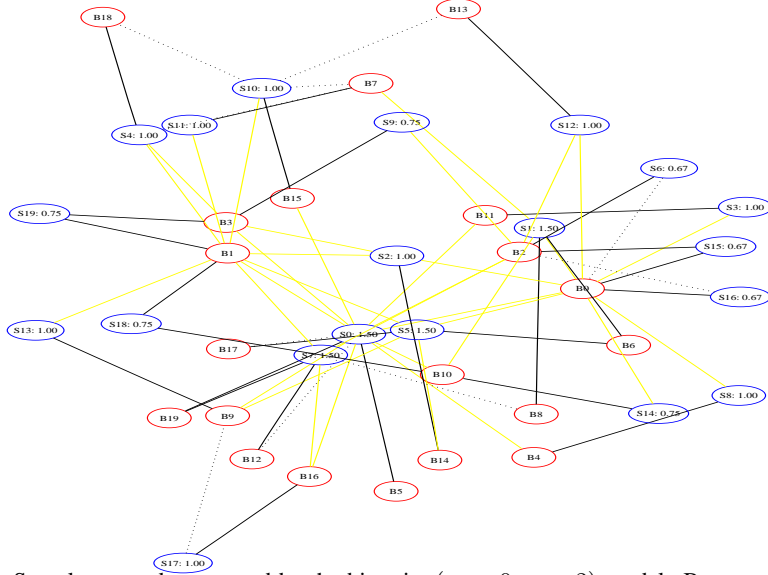 B18
B13
S10: 1.00
B7
S4: 1.00
S11: 1.00
S9: 0.75
S12: 1.00
S6: 0.67
B15
S19: 0.75
B3
B11
S3: 1.00
S1: 1.50
B1
S2: 1.00
B2
S15: 0.67
B0
S16: 0.67
S13: 1.00
S18: 0.75
S0: 1.50
S5: 1.50
B17
S7: 1.50
B6
B10
S8: 1.00
B19
B9
B8
S14: 0.75
B12
B14
B4
B16
B5
S17: 1.00